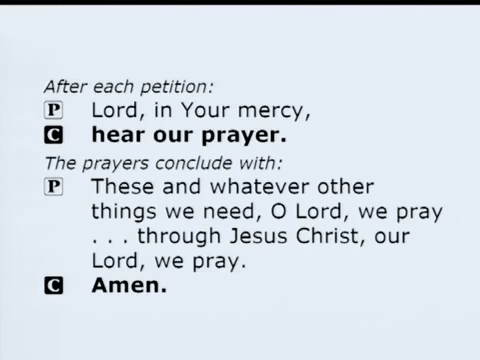 After each petition:
P Lord, in Your mercy,
C hear our prayer.
The prayers conclude with:
P These and whatever other
things we need, O Lord, we pray
. . . through Jesus Christ, our
Lord, we pray.
C Amen.